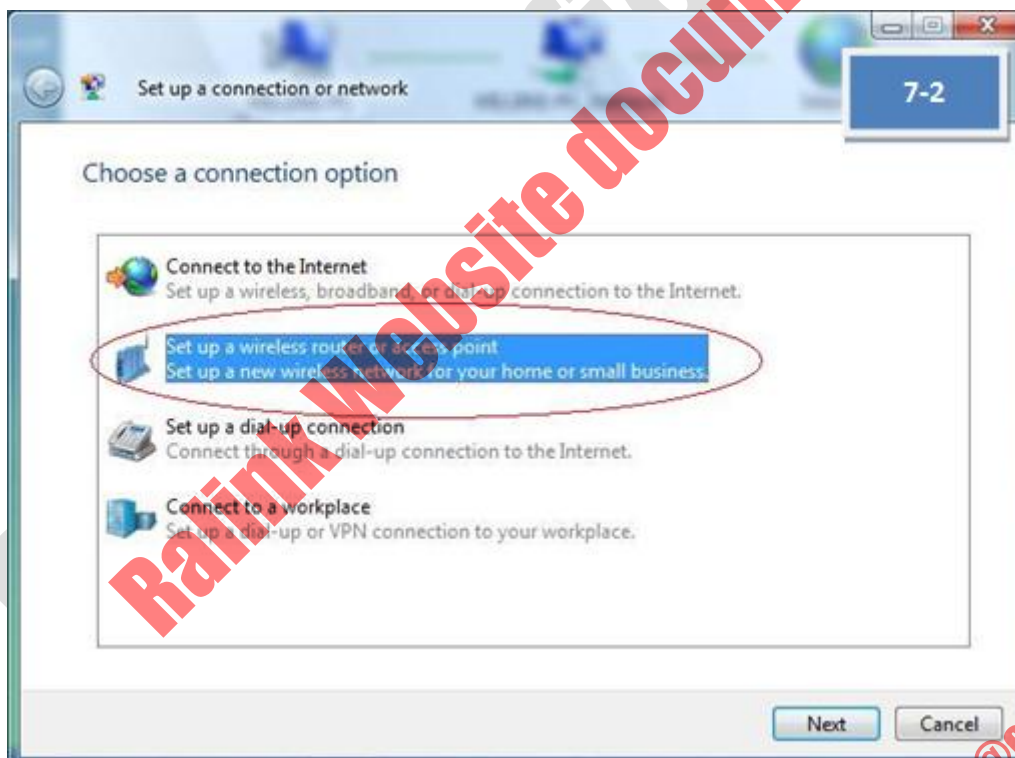 Set up a connection or network
7-2
Choose a connection option
Connect to the Internet
Set up a wireless, broadband, or dial-up connection to the Internet.
Set up a wireless router or access point
Set up a new wireless network for your home or small business.
Set up a dial-up connection
Connect through a dial-up connection to the Internet.
Connect to a workplace
Set up a dial-up or VPN connection to your workplace.
Next
Cancel
Ralink Website